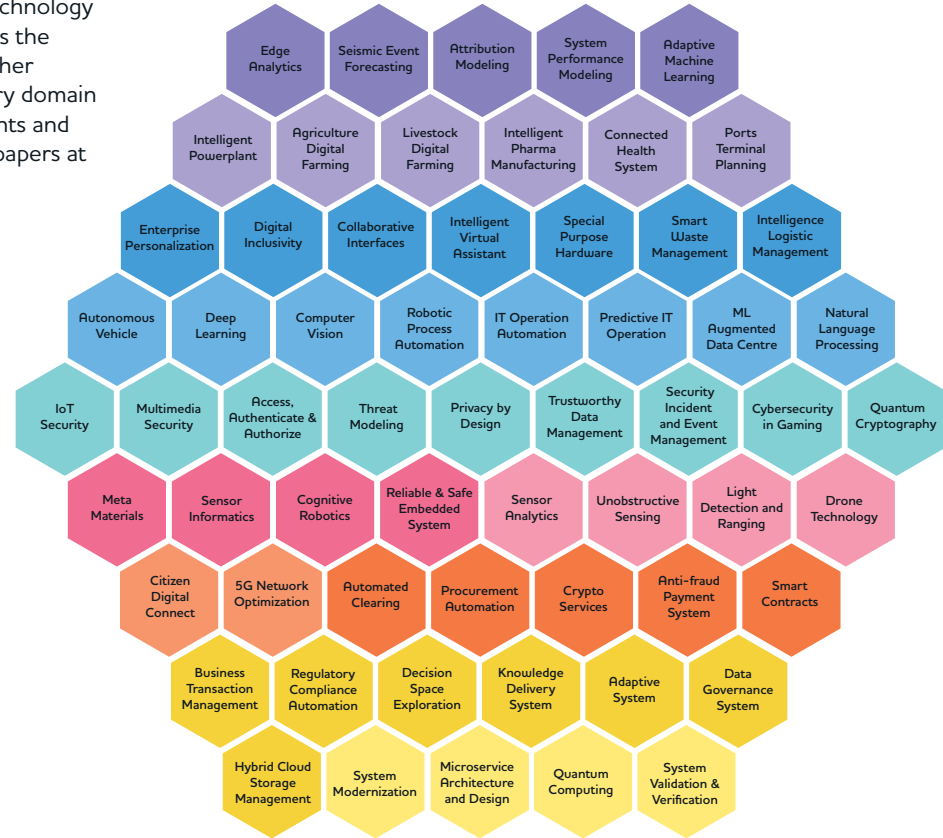 chnology
s the
her
ry domain
nts and
papers at
Edge
Analytics
Seismic Event
Forecasting
Attribution
Modeling
System
Performance
Modeling
Adaptive
Machine
Learning
Intelligent
Powerplant
Agriculture
Digital
Farming
Livestock
Digital
Farming
Intelligent
Pharma
Manufacturing
Connected
Health
System
Ports
Terminal
Planning
Enterprise
Personalization
Digital
Inclusivity
Collaborative
Interfaces
Intelligent
Virtual
Assistant
Special
Purpose
Hardware
Smart
Waste
Management
Intelligence
Logistic
Management
Autonomous
Vehicle
Deep
Learning
Computer
Vision
Robotic
Process
Automation
IT Operation
Automation
Predictive IT
Operation
ML
Augmented
Data Centre
Natural
Language
Processing
IoT
Security
Multimedia
Security
Access,
Authenticate &
Authorize
Threat
Modeling
Privacy by
Design
Trustworthy
Data
Management
Security
Incident
and Event
Management
Cybersecurity
in Gaming
Quantum
Cryptography
Meta
Materials
Sensor
Informatics
Cognitive
Robotics
Reliable & Safe
Embedded
System
Sensor
Analytics
Unobstructive
Sensing
Light
Detection and
Ranging
Drone
Technology
Citizen
Digital
Connect
5G Network
Optimization
Automated
Clearing
Procurement
Automation
Crypto
Services
Anti-fraud
Payment
System
Smart
Contracts
Business
Transaction
Management
Regulatory
Compliance
Automation
Decision
Space
Exploration
Knowledge
Delivery
System
Adaptive
System
Data
Governance
System
Hybrid Cloud
Storage
Management
System
Modernization
Microservice
Architecture
and Design
Quantum
Computing
System
Validation &
Verification